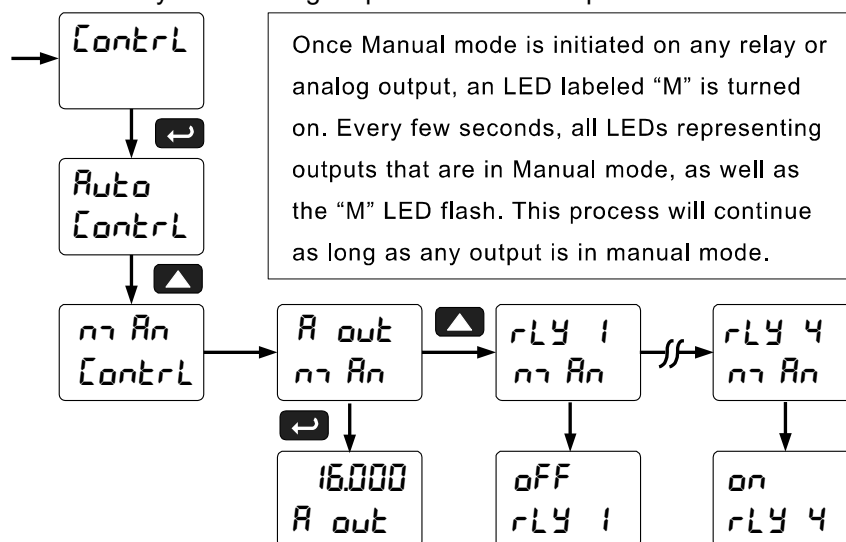 ContrL
Once Manual mode is initiated on any relay or
analog output, an LED labeled “M” is turned
on. Every few seconds, all LEDs representing
outputs that are in Manual mode, as well as
the “M” LED flash. This process will continue
as long as any output is in manual mode.
Auto
ContrL
mAn
ContrL
A out
mAn
rLY 1
mAn
rLY 4
mAn
16.000
A out
oFF
rLY 1
on
rLY 4